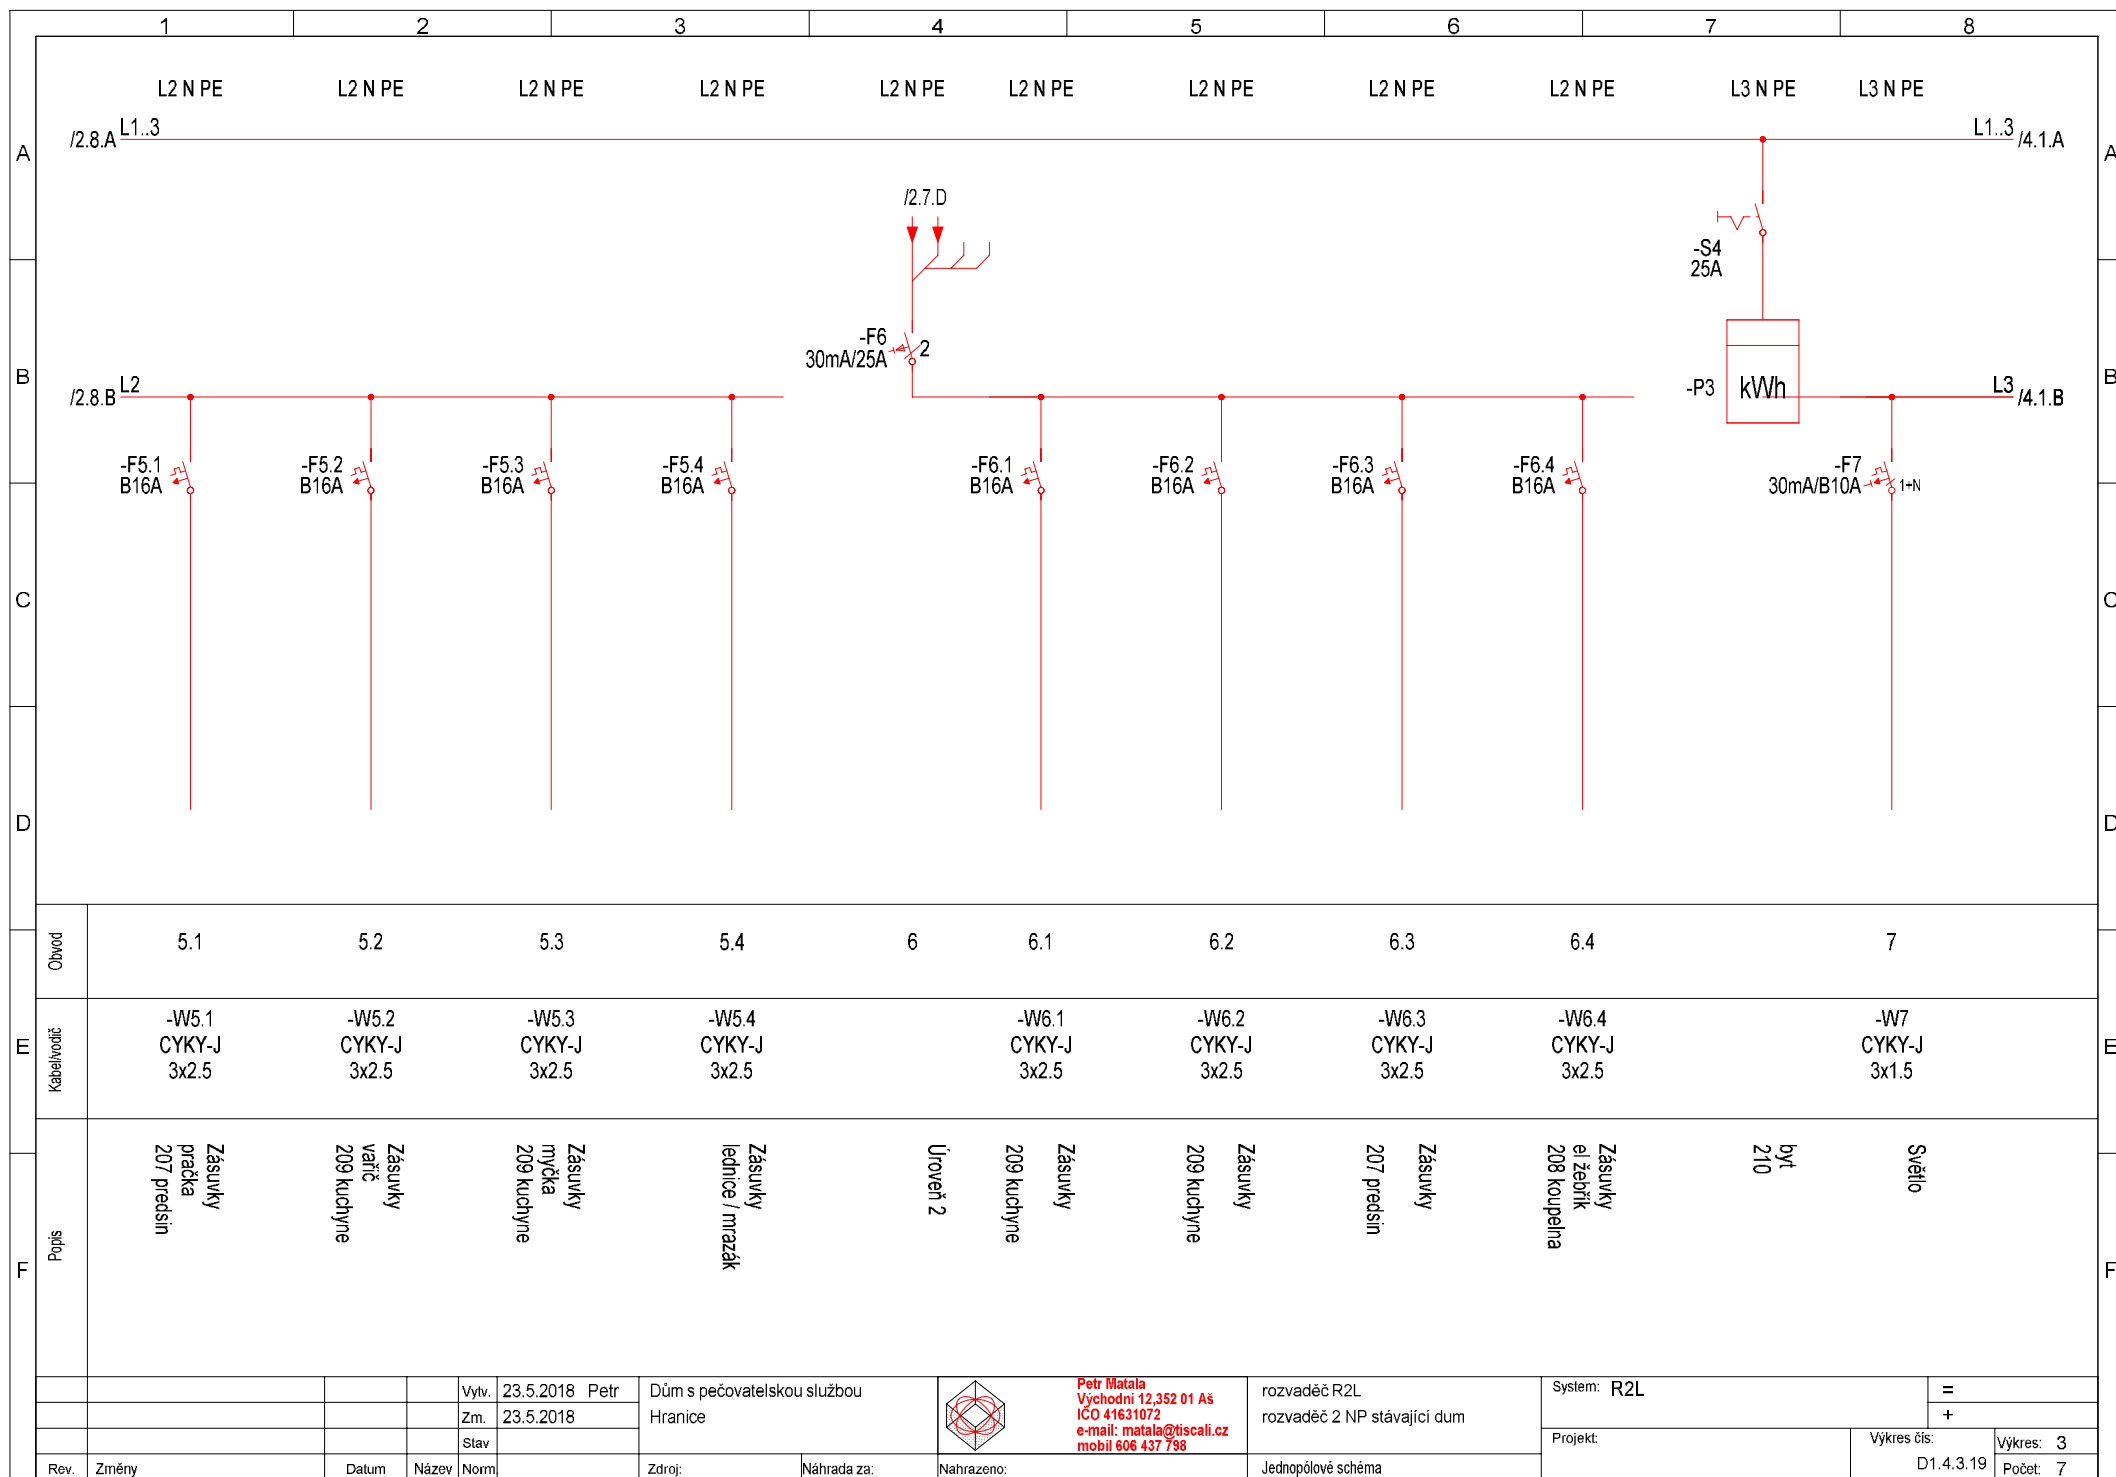 1 2 3 4 5 6 7 8
L2 N PE L2 N PE L2 N PE L2 N PE L2 N PE L2 N PE L2 N PE L2 N PE L2 N PE L3 N PE L3 N PE
/2.8.A L1..3 L1..3 /4.1.A
A A
/2.7.D
-S4
25A
-F6
30mA/25A 2
B B
/2.8.B L2 -P3 kWh L3 /4.1.B
-F5.1 -F5.2 -F5.3 -F5.4 -F6.1 -F6.2 -F6.3 -F6.4 -F7
B16A B16A B16A B16A B16A B16A B16A B16A 30mA/B10A 1+N
C C
D D
Obvod 5.1 5.2 5.3 5.4 6 6.1 6.2 6.3 6.4 7
E E
Kabel/vodič
-W5.1 -W5.2 -W5.3 -W5.4 -W6.1 -W6.2 -W6.3 -W6.4 -W7
CYKY-J CYKY-J CYKY-J CYKY-J CYKY-J CYKY-J CYKY-J CYKY-J CYKY-J
3x2.5 3x2.5 3x2.5 3x2.5 3x2.5 3x2.5 3x2.5 3x2.5 3x1.5
F F
Popis
Zásuvky
pračka
207 predsin
Zásuvky
vařič
209 kuchyne
Zásuvky
myčka
209 kuchyne
Zásuvky
lednice / mrazák
Úroveň 2
Zásuvky
209 kuchyne
Zásuvky
209 kuchyne
Zásuvky
207 predsin
Zásuvky
el žebřík
208 koupelna
byt
210
Světlo
Vytv. 23.5.2018 Petr
Zm. 23.5.2018
Stav
Rev. Změny Datum Název Norm
Dům s pečovatelskou službou
Hranice
Zdroj: Náhrada za: Nahrazeno:
Petr Matala
Východní 12,352 01 Aš
IČO 41631072
e-mail: matala@tiscali.cz
mobil 606 437 798
rozvaděč R2L
rozvaděč 2 NP stávající dum
Jednopólové schéma
System: R2L
=
+
Projekt:
Výkres čís:
D1.4.3.19
Výkres: 3
Počet: 7